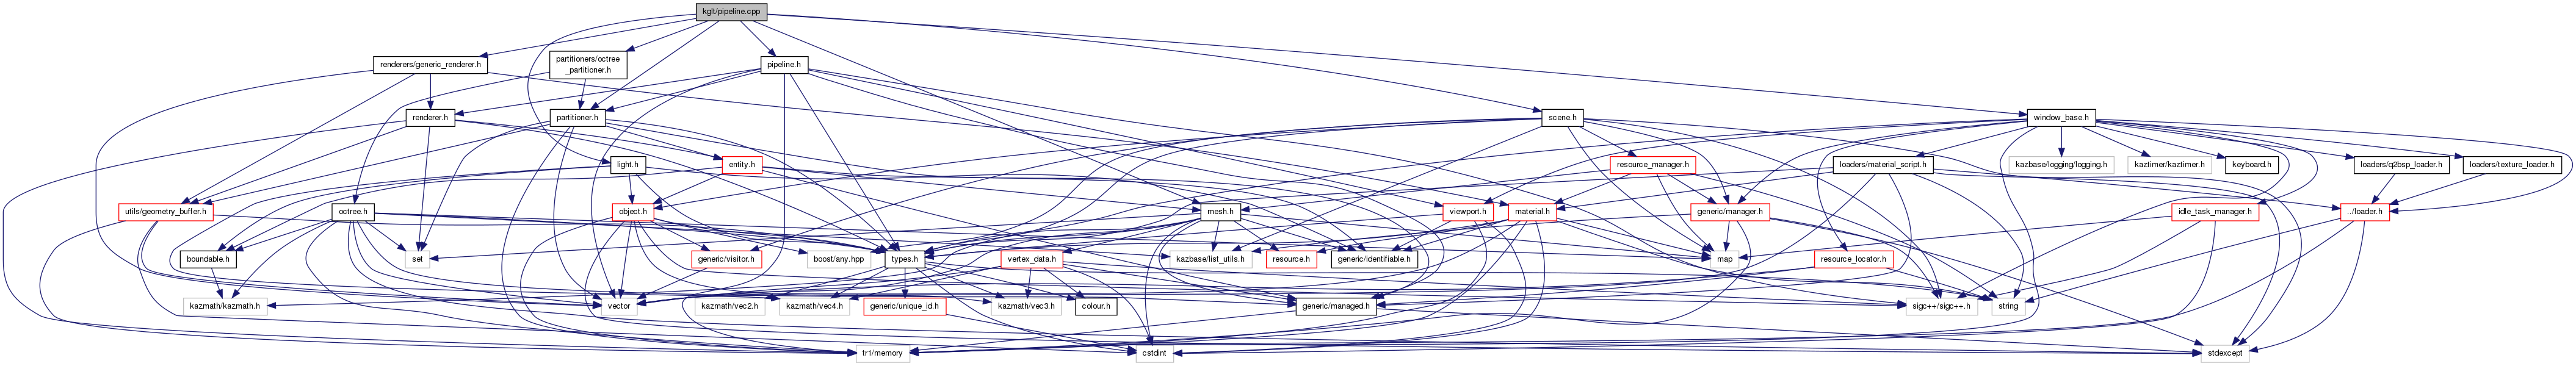 kglt/pipeline.cpp
renderers/generic_renderer.h
partitioners/octree
_partitioner.h
pipeline.h
renderer.h
partitioner.h
scene.h
window_base.h
light.h
entity.h
resource_manager.h
loaders/material_script.h
kazbase/logging/logging.h
kaztimer/kaztimer.h
keyboard.h
loaders/q2bsp_loader.h
loaders/texture_loader.h
utils/geometry_buffer.h
octree.h
object.h
mesh.h
viewport.h
material.h
generic/manager.h
idle_task_manager.h
../loader.h
boundable.h
set
generic/visitor.h
boost/any.hpp
types.h
vertex_data.h
kazbase/list_utils.h
resource.h
generic/identifiable.h
map
resource_locator.h
kazmath/kazmath.h
vector
kazmath/vec2.h
kazmath/vec4.h
generic/unique_id.h
kazmath/vec3.h
colour.h
generic/managed.h
sigc++/sigc++.h
string
tr1/memory
cstdint
stdexcept